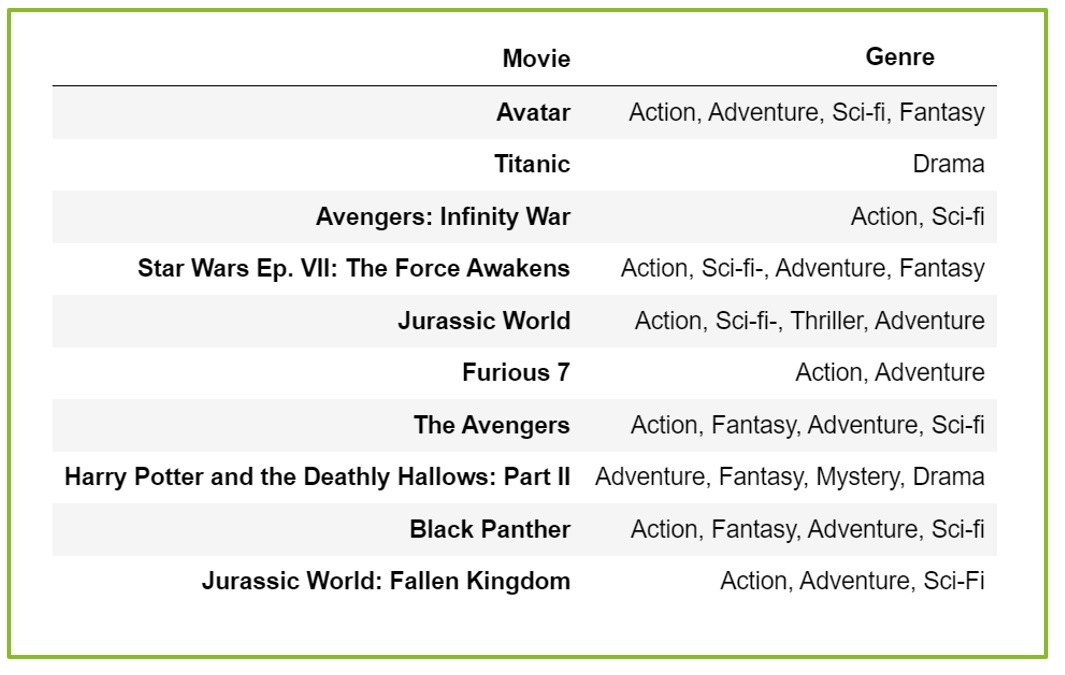 Movie Genre
Avatar Action, Adventure, Sci-fi, Fantasy
Titanic Drama
Avengers: Infinity War Action, Sci-fi
Star Wars Ep. VII: The Force Awakens Action, Sci-fi-, Adventure, Fantasy
Jurassic World Action, Sci-fi-, Thriller, Adventure
Furious 7 Action, Adventure
The Avengers Action, Fantasy, Adventure, Sci-fi
Harry Potter and the Deathly Hallows: Part II Adventure, Fantasy, Mystery, Drama
Black Panther Action, Fantasy, Adventure, Sci-fi
Jurassic World: Fallen Kingdom Action, Adventure, Sci-Fi